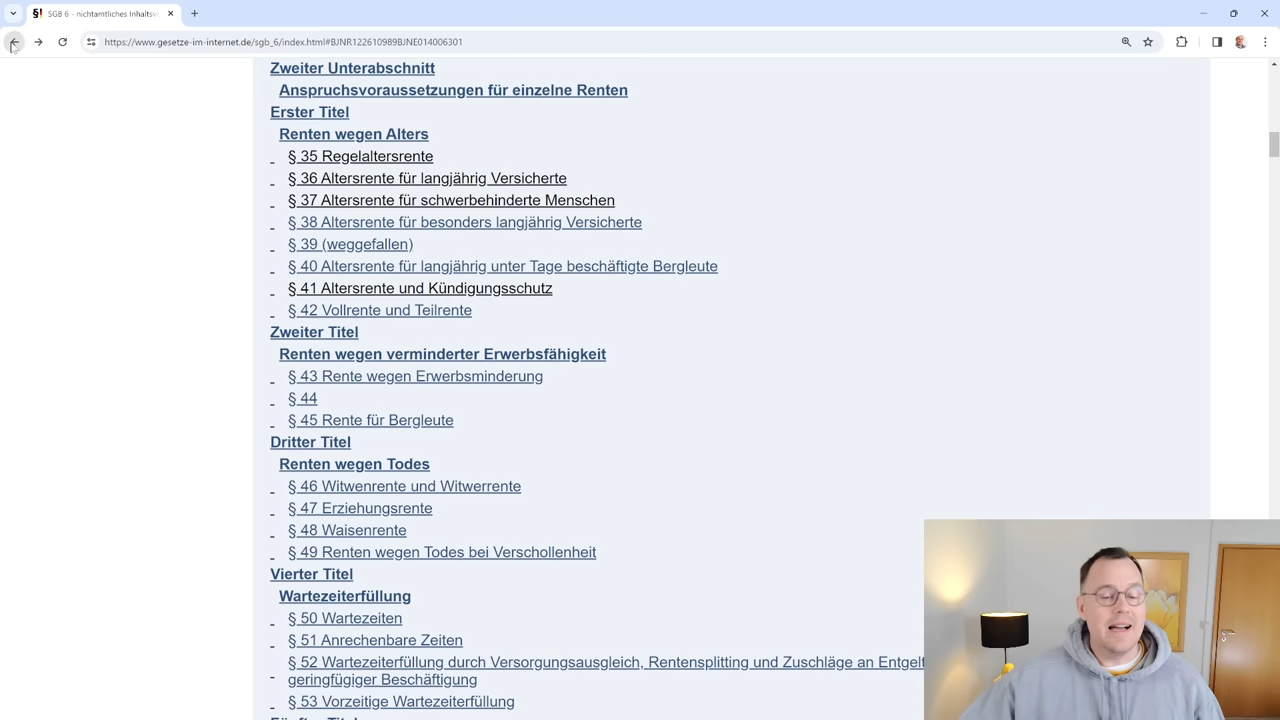 §! SGB 6 – nichtamtliches Inhaltsv
https://www.gesetze-im-internet.de/sgb_6/index.html#BJNR122610989BJNE014006301
Zweiter Unterabschnitt
Anspruchsvoraussetzungen für einzelne Renten
Erster Titel
Renten wegen Alters
§ 35 Regelaltersrente
§ 36 Altersrente für langjährig Versicherte
§ 37 Altersrente für schwerbehinderte Menschen
§ 38 Altersrente für besonders langjährig Versicherte
§ 39 (weggefallen)
§ 40 Altersrente für langjährig unter Tage beschäftigte Bergleute
§ 41 Altersrente und Kündigungsschutz
§ 42 Vollrente und Teilrente
Zweiter Titel
Renten wegen verminderter Erwerbsfähigkeit
§ 43 Rente wegen Erwerbsminderung
§ 44
§ 45 Rente für Bergleute
Dritter Titel
Renten wegen Todes
§ 46 Witwenrente und Witwerrente
§ 47 Erziehungsrente
§ 48 Waisenrente
§ 49 Renten wegen Todes bei Verschollenheit
Vierter Titel
Wartezeiterfüllung
§ 50 Wartezeiten
§ 51 Anrechenbare Zeiten
§ 52 Wartezeiterfüllung durch Versorgungsausgleich, Rentensplitting und Zuschläge an Entgelt
geringfügiger Beschäftigung
§ 53 Vorzeitige Wartezeiterfüllung